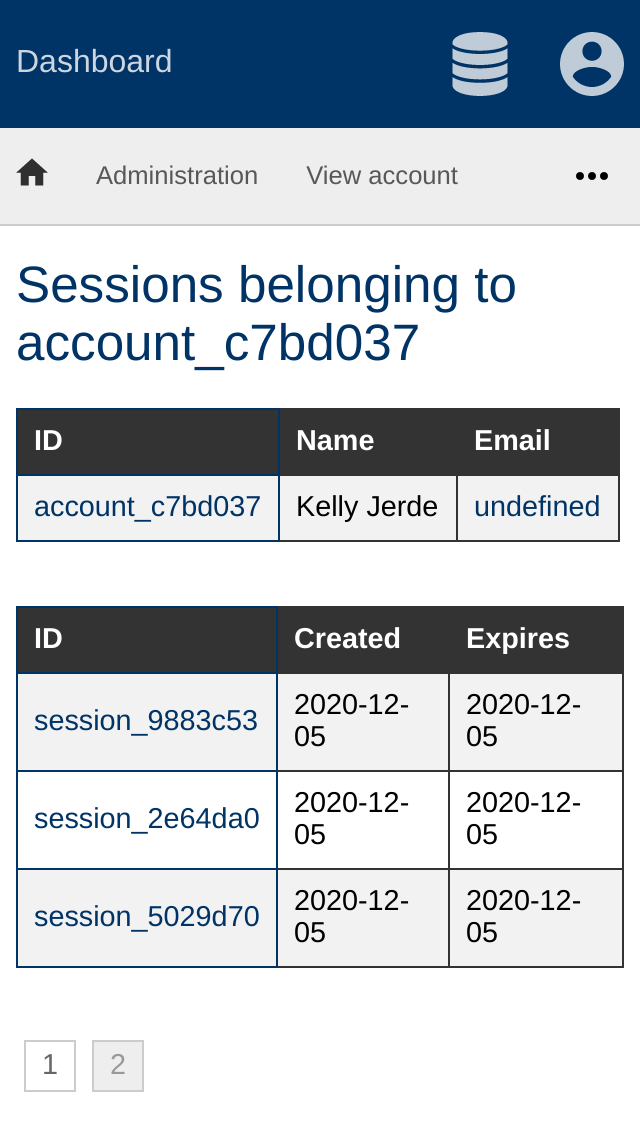 Dashboard
Administration View account
Sessions belonging to
account_c7bd037
ID Name Email
account_c7bd037 Kelly Jerde undefined
ID Created Expires
session_9883c53 2020-12-05 2020-12-05
session_2e64da0 2020-12-05 2020-12-05
session_5029d70 2020-12-05 2020-12-05
1 2